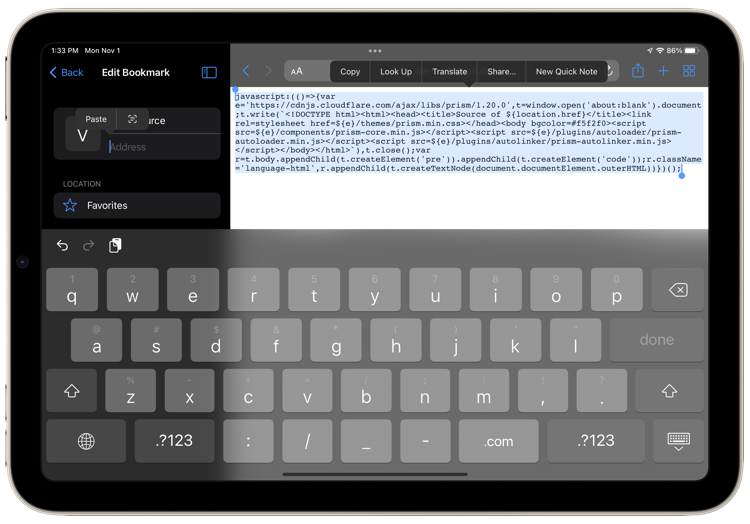 1:33 PM Mon Nov 1
86%
Back
Edit Bookmark
AA
Copy
Look Up
Translate
Share...
New Quick Note
Paste
V
urce
Address
LOCATION
Favorites
javascript:(()=>{var
e='https://cdnjs.cloudflare.com/ajax/libs/prism/1.20.0',t=window.open('about:blank').document
;t.write(`<!DOCTYPE html><html><head><title>Source of ${location.href}</title><link
rel=stylesheet href=${e}/themes/prism.min.css></head><body bgcolor=#f5f2f0><script
src=${e}/components/prism-core.min.js></script><script src=${e}/plugins/autoloader/prism-
autoloader.min.js></script><script src=${e}/plugins/autolinker/prism-autolinker.min.js>
</script></body></html>`),t.close();var
r=t.body.appendChild(t.createElement('pre')).appendChild(t.createElement('code'));r.className
='language-html',r.appendChild(t.createTextNode(document.documentElement.outerHTML))})();
1 2 3 4 5 6 7 8 9 0
q w e r t y u i o p
@ # $ & * ( ) ' "
a s d f g h j k l done
% - + = / ; : ! ?
z x c v b n m , .
.?123 : / _ - .com .?123